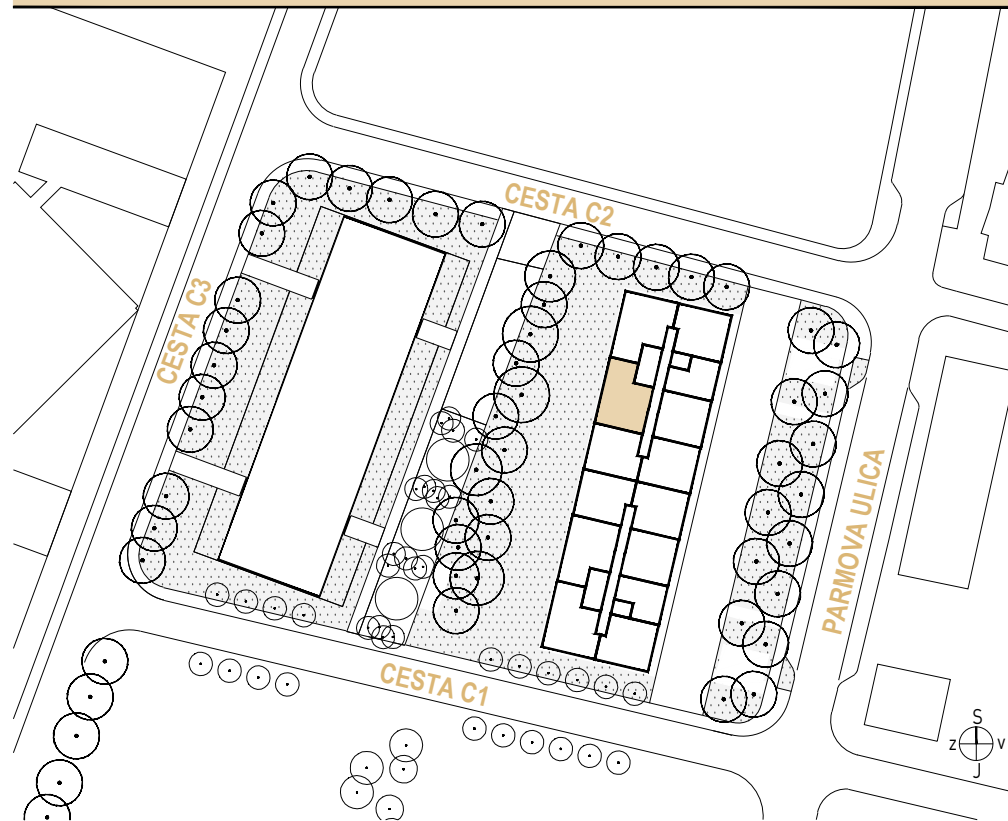 CESTA C2
CESTA C3
PARMOVA ULICA
CESTA C1
S
Z V
J